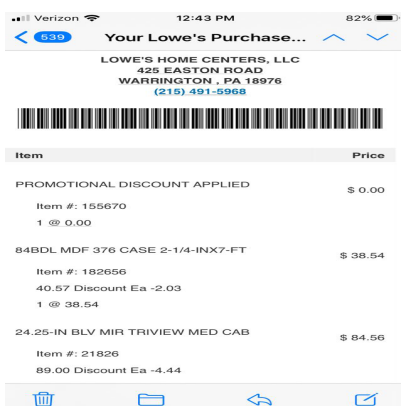 Verizon 12:43 PM 82%
539 Your Lowe's Purchase...
LOWE'S HOME CENTERS, LLC
425 EASTON ROAD
WARRINGTON , PA 18976
(215) 491-5968
Item Price
PROMOTIONAL DISCOUNT APPLIED $ 0.00
Item #: 155670
1 @ 0.00
84BDL MDF 376 CASE 2-1/4-INX7-FT $ 38.54
Item #: 182656
40.57 Discount Ea -2.03
1 @ 38.54
24.25-IN BLV MIR TRIVIEW MED CAB $ 84.56
Item #: 21826
89.00 Discount Ea -4.44